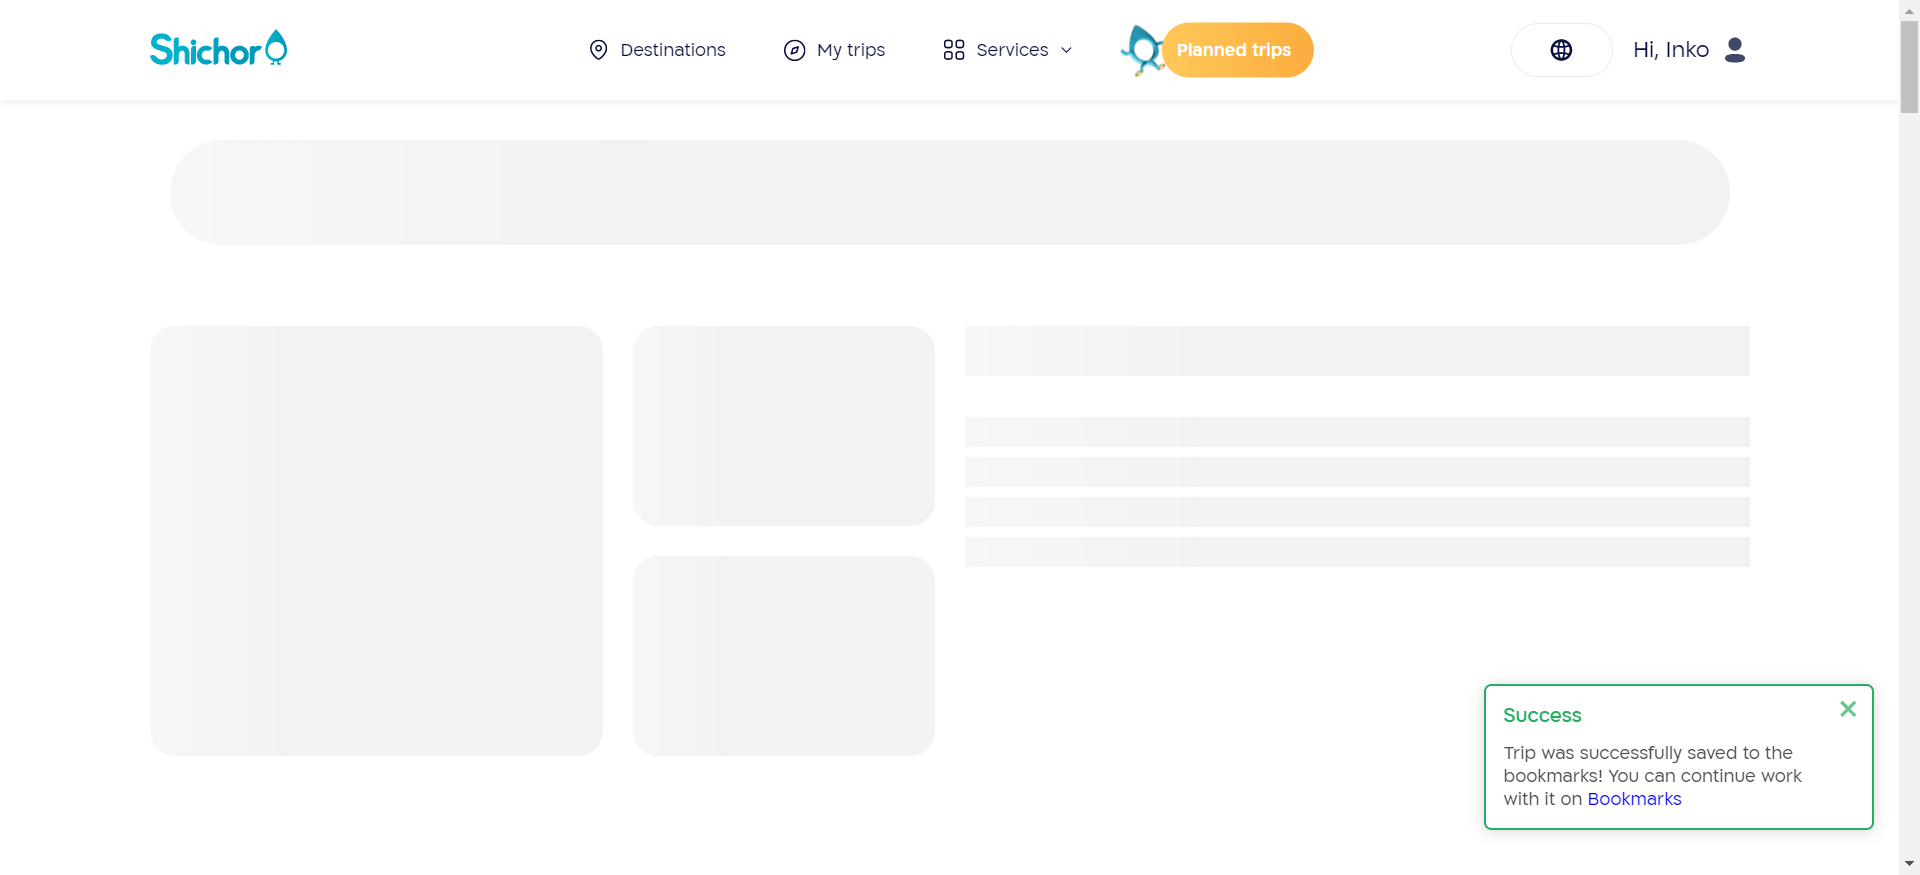 Shichor
Destinations
My trips
Services
Planned trips
Hi, Inko
Success
Trip was successfully saved to the
bookmarks! You can continue work
with it on Bookmarks